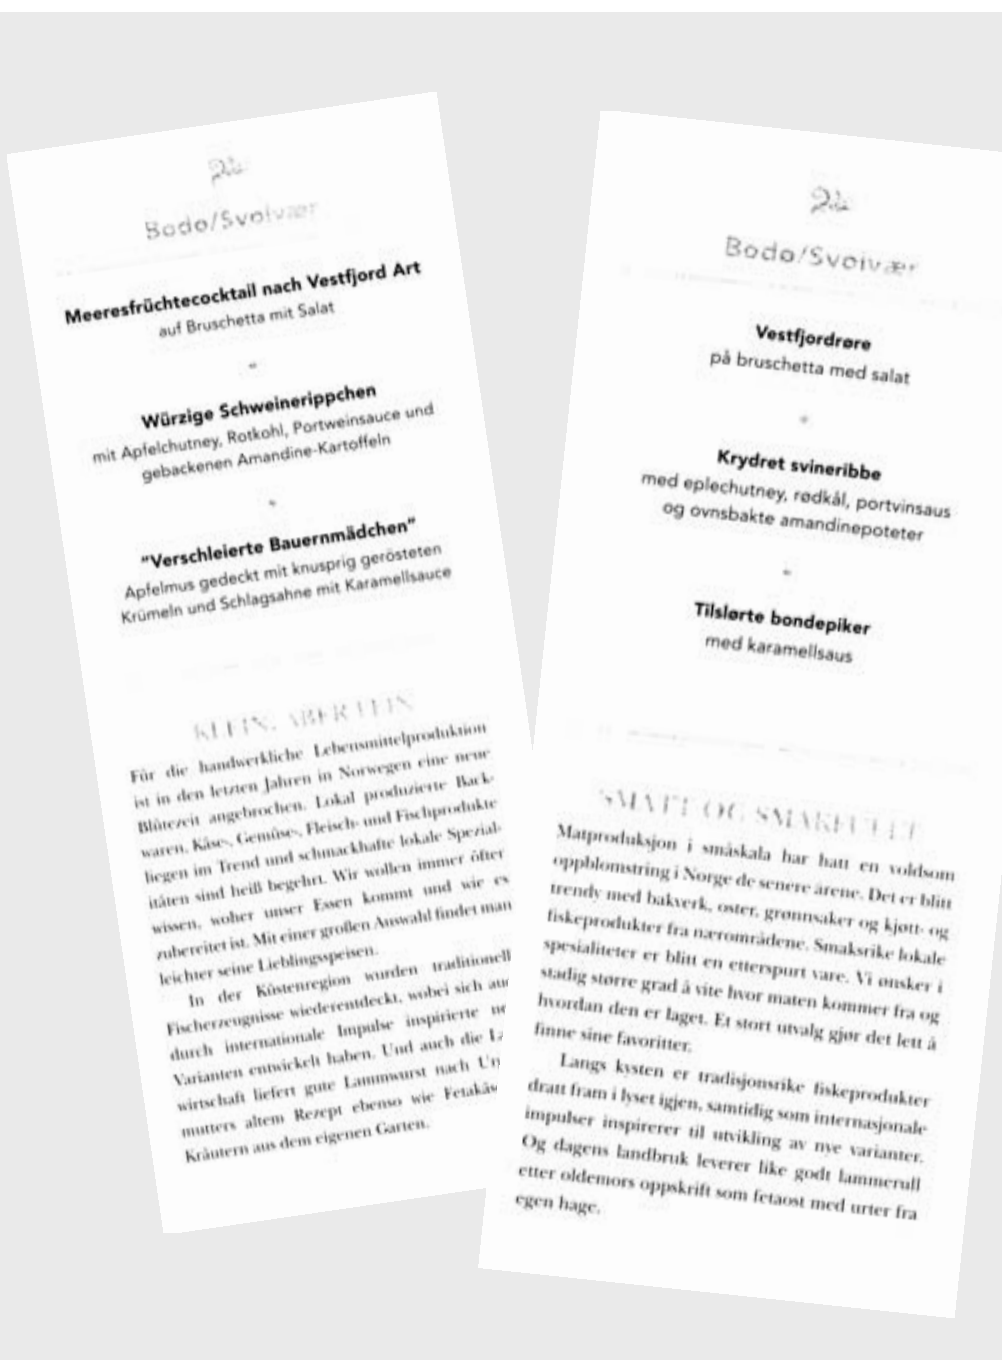 Bodo/Svolvær
Meeresfrüchtecocktail nach Vestfjord Art
auf Bruschetta mit Salat
Würzige Schweinerippchen
mit Apfelchutney, Rotkohl, Portweinsauce und
gebackenen Amandine-Kartoffeln
"Verschleierte Bauernmädchen"
Apfelmus gedeckt mit knusprig gerösteten
Krümeln und Schlagsahne mit Karamellsauce
KLEIN, ABER FEIN
Für die handwerkliche Lebensmittelproduktion
ist in den letzten Jahren in Norwegen eine neue
Blütezeit angebrochen. Lokal produzierte Back-
waren, Käse-, Gemüse-, Fleisch- und Fischprodukte
liegen im Trend und schmackhafte lokale Spezial-
itäten sind heiß begehrt. Wir wollen immer öfter
wissen, woher unser Essen kommt und wie es
zubereitet ist. Mit einer großen Auswahl findet man
leichter seine Lieblingsspeisen.
In der Küstenregion wurden traditionell
Fischerzeugnisse wiederentdeckt, wobei sich
durch internationale Impulse inspirierte
Varianten entwickelt haben. Und auch die
wirtschaft liefert gute Lammwurst nach
mutters altem Rezept ebenso wie
Kräutern aus dem eigenen Garten.
Bodo/Svolvær
Vestfjordrøre
på bruschetta med salat
Krydret svineribbe
med eplechutney, rødkål, portvinsaus
og ovnsbakte amandinepoteter
Tilslørte bondepiker
med karamellsaus
SMÅTT OG SMAKFULLT
Matproduksjon i småskala har hatt en voldsom
oppblomstring i Norge de senere årene. Det er blitt
trendy med bakverk, oster, grønnsaker og kjøtt- og
fiskeprodukter fra nærområdene. Smaksrike lokale
spesialiteter er blitt en etterspurt vare. Vi ønsker i
stadig større grad å vite hvor maten kommer fra og
hvordan den er laget. Et stort utvalg gjør det lett å
finne sine favoritter.
Langs kysten er tradisjonsrike fiskeprodukter
dratt fram i lyset igjen, samtidig som internasjonale
impulser inspirerer til utvikling av nye varianter.
Og dagens landbruk leverer like godt lammerull
etter oldemors oppskrift som fetaost med urter fra
egen hage.